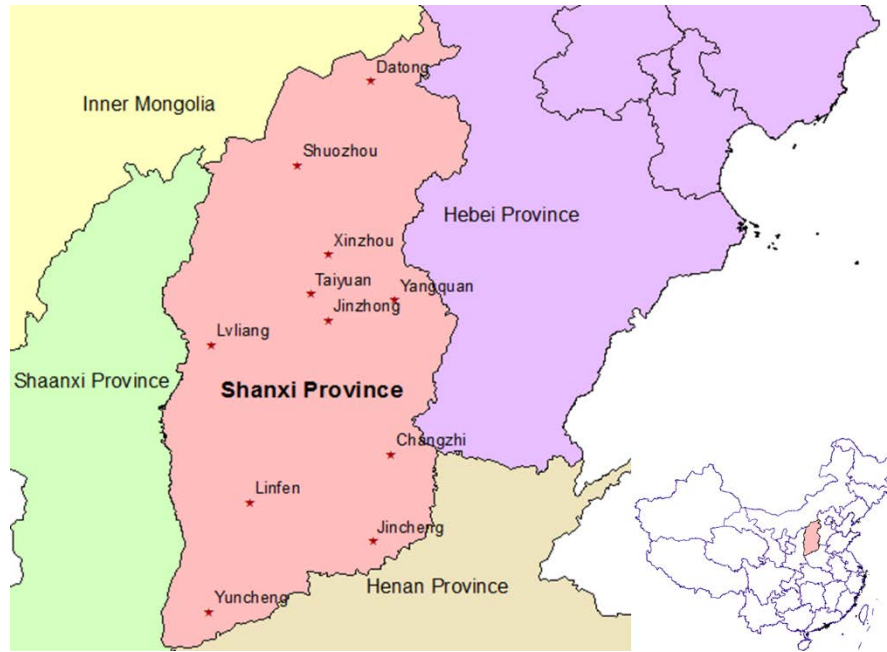 Datong
Inner Mongolia
Shuozhou
Hebei Province
Xinzhou
Taiyuan
Yangquan
Jinzhong
Lvliang
Shaanxi Province
Shanxi Province
Changzhi
Linfen
Jincheng
Henan Province
Yuncheng